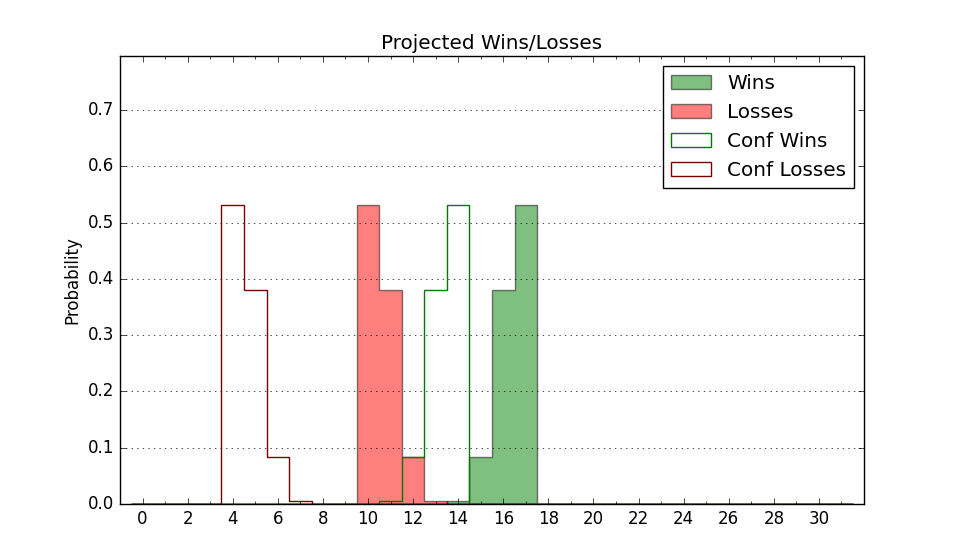 Projected Wins/Losses
Wins
Losses
Conf Wins
Conf Losses
Probability
0.7
0.6
0.5
0.4
0.3
0.2
0.1
0.0
0 2 4 6 8 10 12 14 16 18 20 22 24 26 28 30